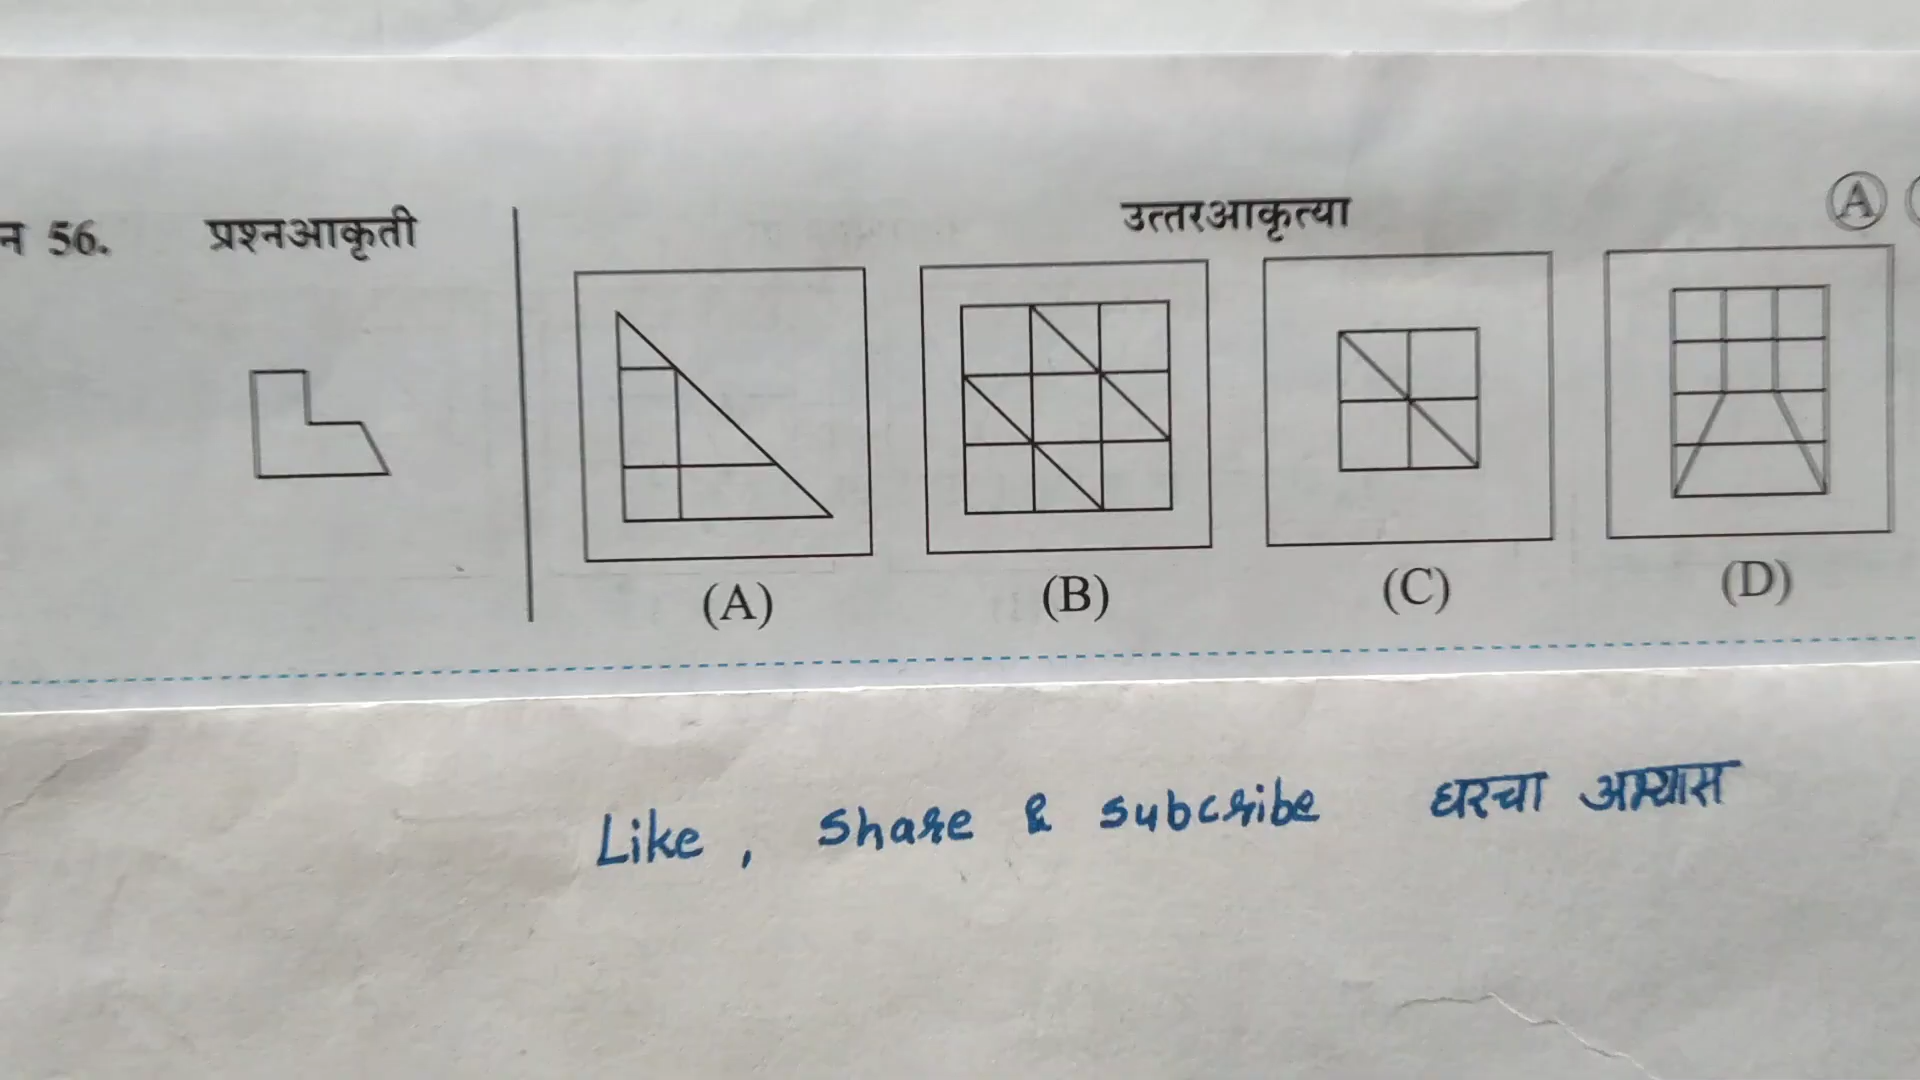 न 56. प्रश्नआकृती
उत्तरआकृत्या
A
(A) (B) (C) (D)
Like, Share & subcribe घरचा अभ्यास